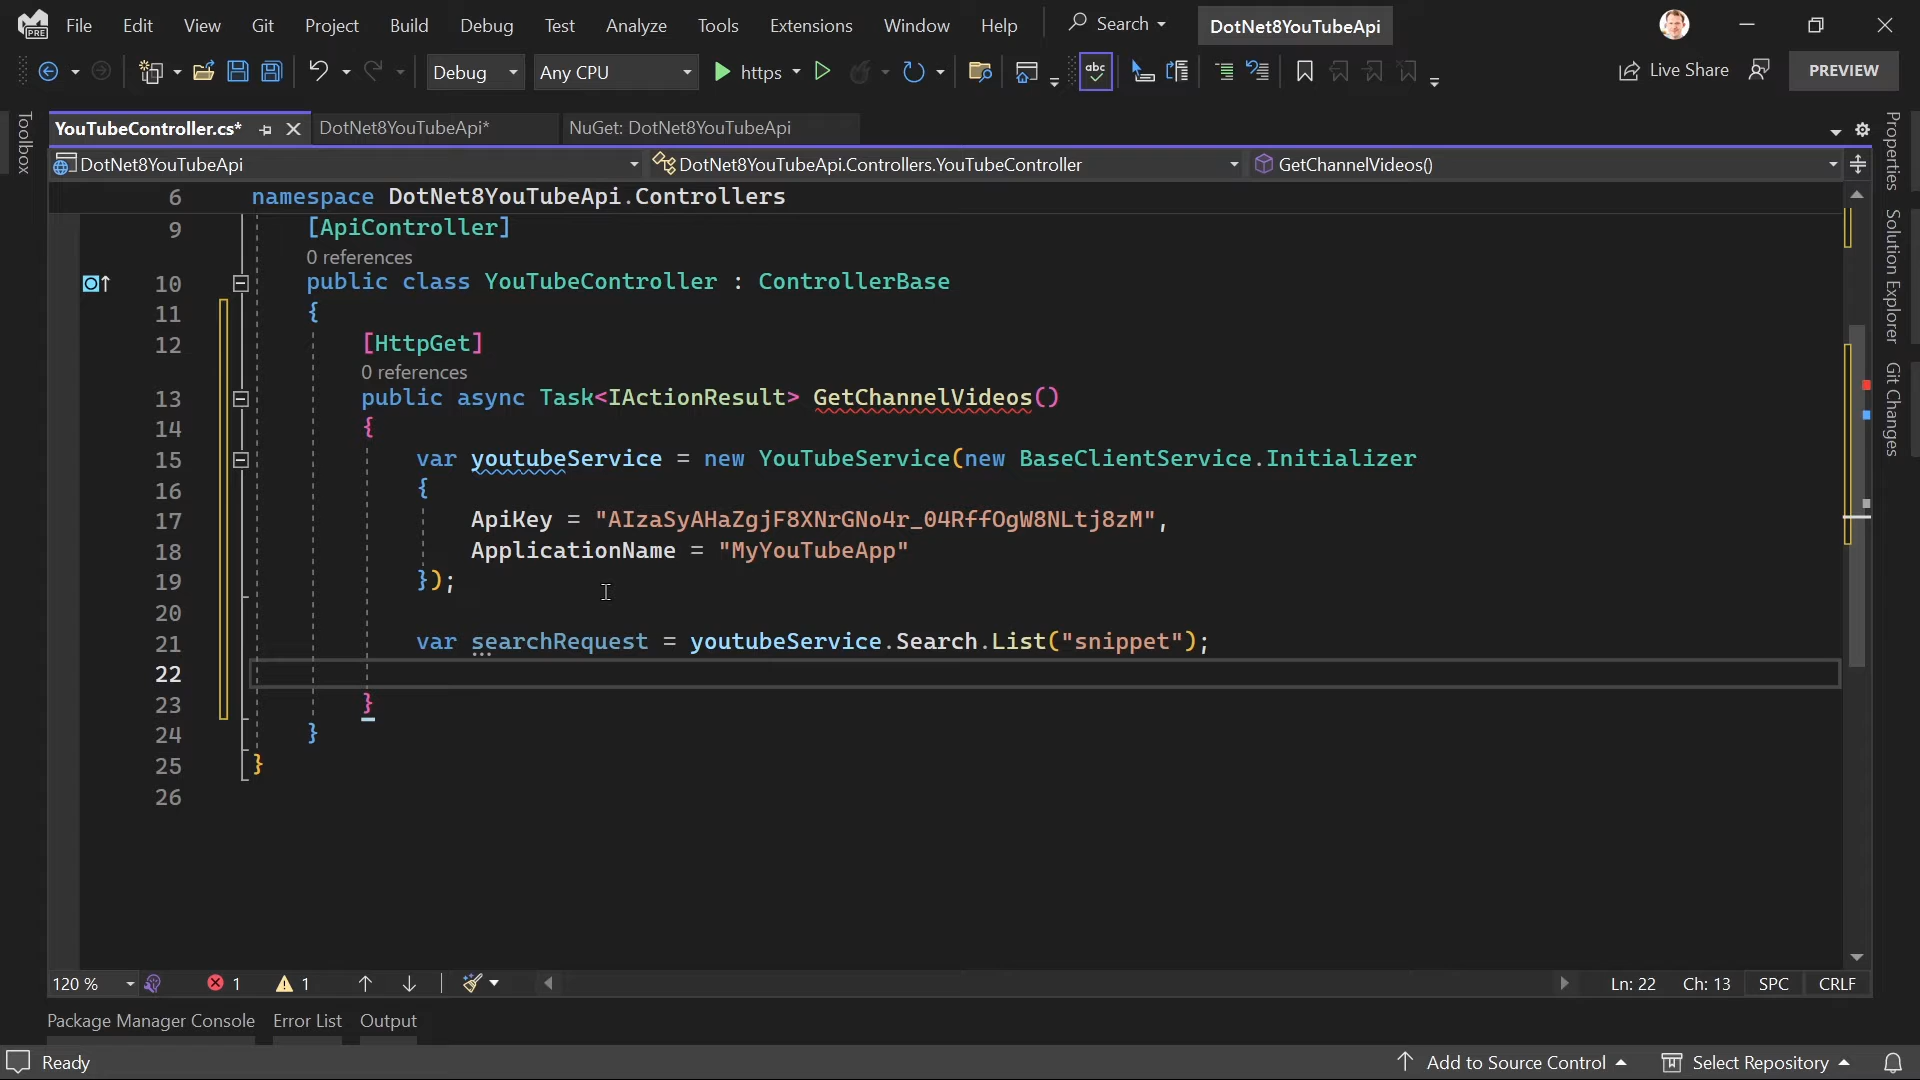 File Edit View Git Project Build Debug Test Analyze Tools Extensions Window Help Search DotNet8YouTubeApi
PRE
Debug Any CPU https abc Live Share PREVIEW
YouTubeController.cs* DotNet8YouTubeApi* NuGet: DotNet8YouTubeApi
DotNet8YouTubeApi DotNet8YouTubeApi.Controllers.YouTubeController GetChannelVideos()
Toolbox
Properties
Solution Explorer
Git Changes
6 namespace DotNet8YouTubeApi.Controllers
9 [ApiController]
0 references
10 public class YouTubeController : ControllerBase
11 {
12 [HttpGet]
0 references
13 public async Task<IActionResult> GetChannelVideos()
14 {
15 var youtubeService = new YouTubeService(new BaseClientService.Initializer
16 {
17 ApiKey = "AIzaSyAHaZgjF8XNrGNo4r_04RffOgW8NLtj8zM",
18 ApplicationName = "MyYouTubeApp"
19 });
20
21 var searchRequest = youtubeService.Search.List("snippet");
22
23 }
24 }
25 }
26
120 % 1 1 Ln: 22 Ch: 13 SPC CRLF
Package Manager Console Error List Output
Ready Add to Source Control Select Repository